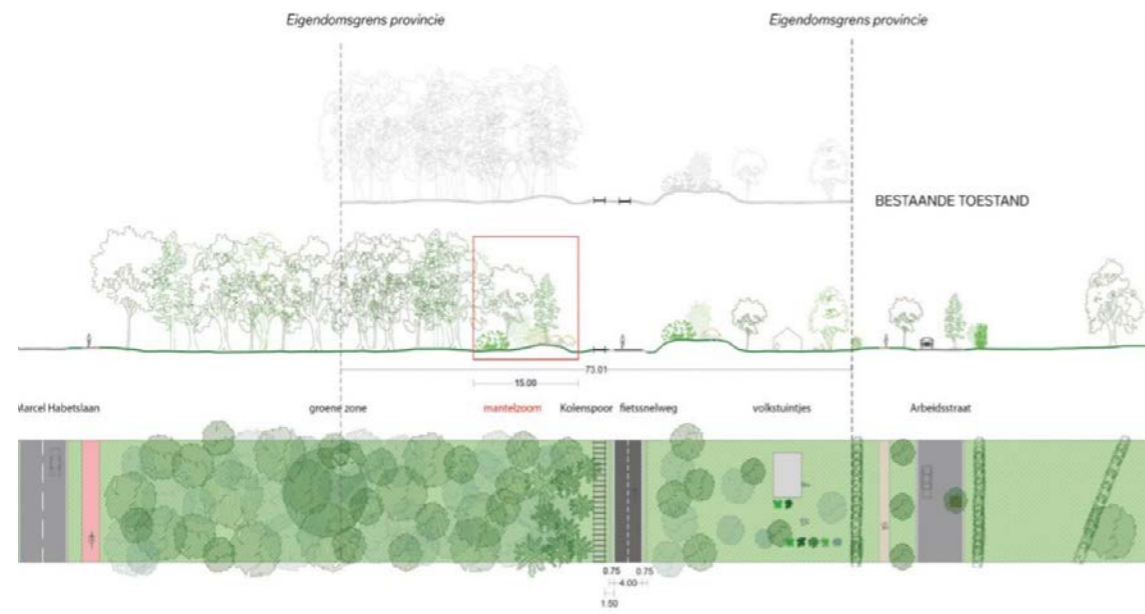 Eigendomsgrens provincie
Eigendomsgrens provincie
BESTAANDE TOESTAND
73.01
15.00
Marcel Habetslaan
groene zone
mantelzoom
Kolenspoor
fietssnelweg
volkstuintjes
Arbeidsstraat
0.75
0.75
4.00
1.50